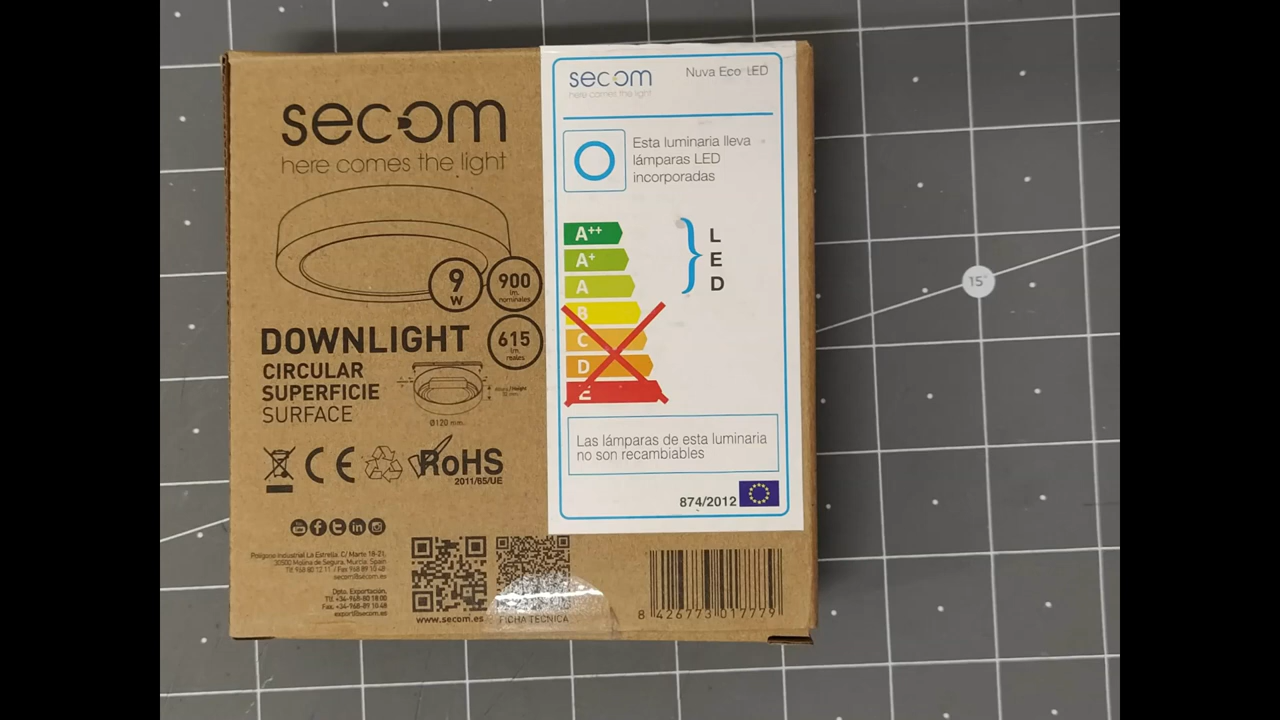 secom
here comes the light
9
W
900
lm.
nominales
615
lm.
reales
DOWNLIGHT
CIRCULAR
SUPERFICIE
SURFACE
Ø120 mm.
CE
RoHS
2011/65/UE
Polígono Industrial La Estrella. C/ Marte 18-21.
30500 Molina de Segura, Murcia. Spain
Tlf. 968 80 12 11 / Fax 968 89 10 48
secom@secom.es
Dpto. Exportación.
Tlf. +34-968-80 18 00
Fax. +34-968-89 10 48
export@secom.es
www.secom.es
FICHA TÉCNICA
secom
here comes the light
Nuva Eco LED
Esta luminaria lleva
lámparas LED
incorporadas
A++
A+
A
B
C
D
E
L
E
D
Las lámparas de esta luminaria
no son recambiables
874/2012
8 426773 017779
15°